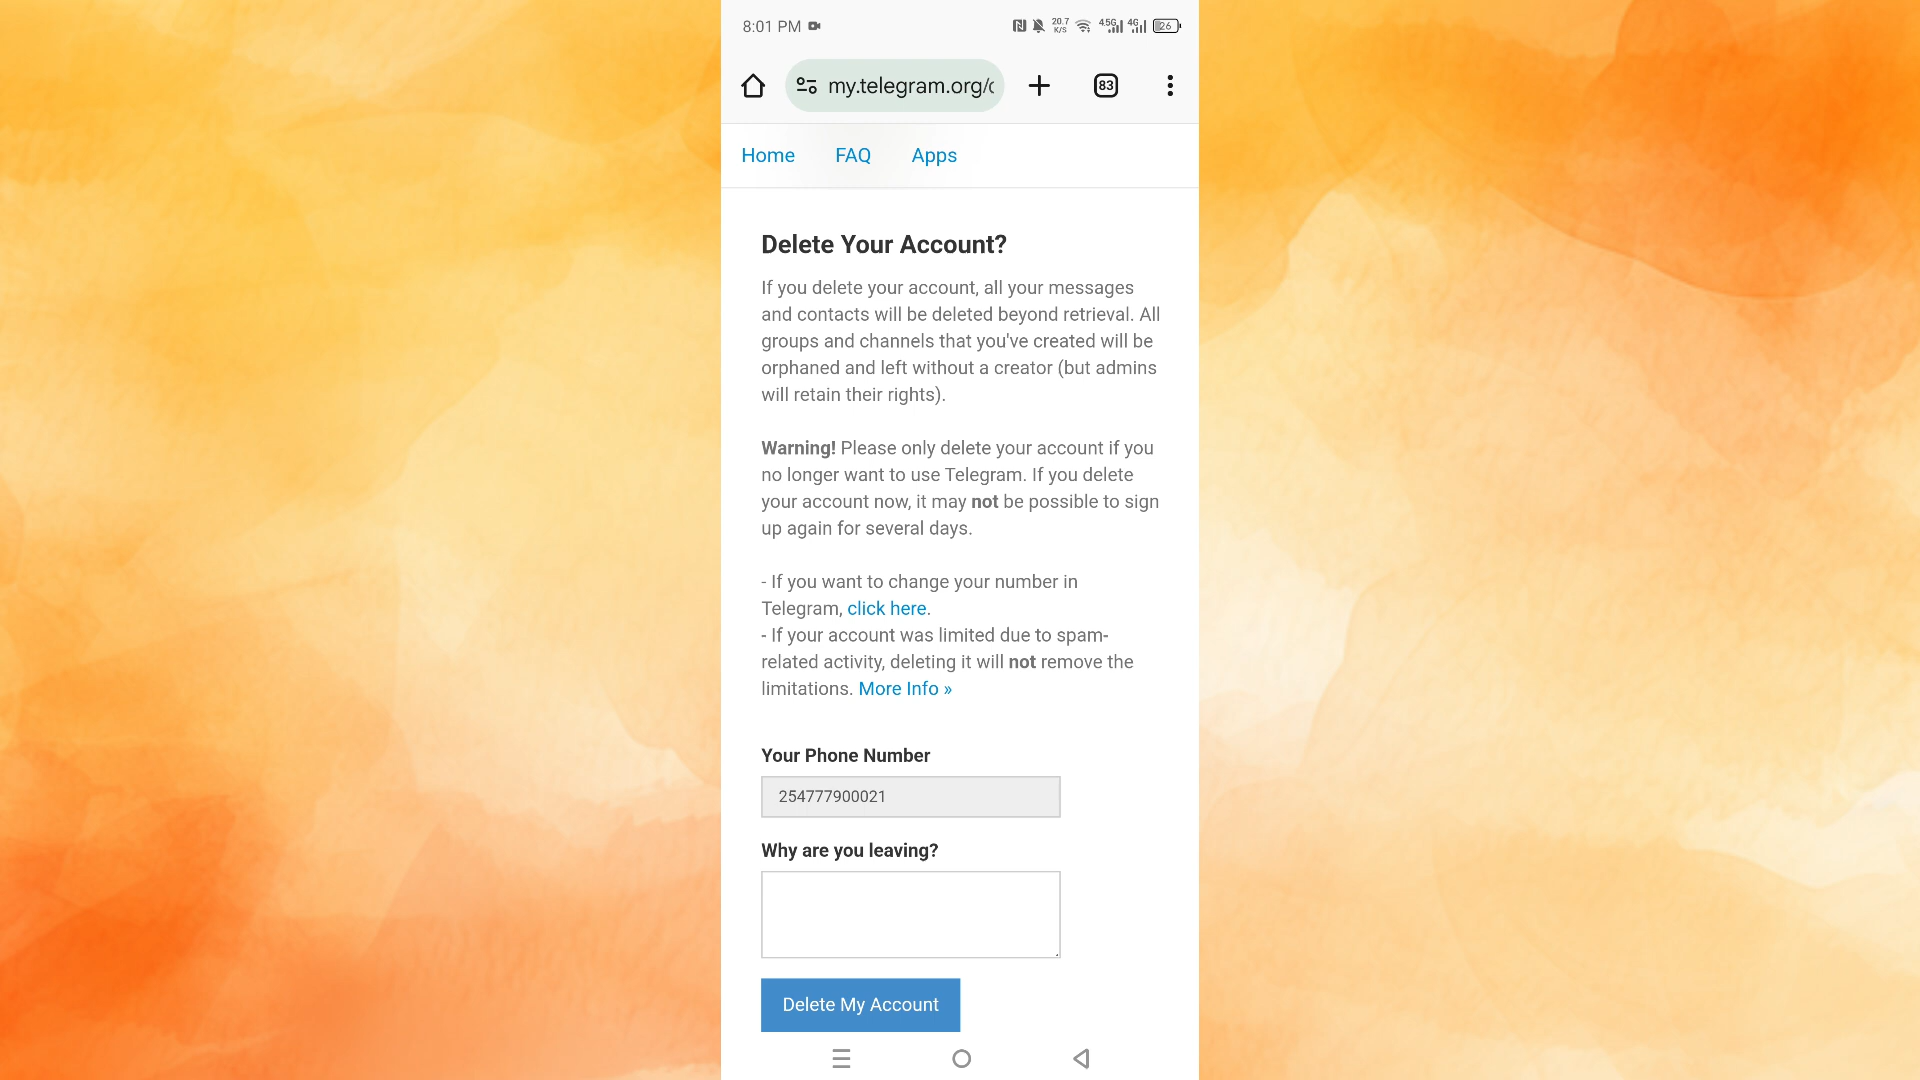 8:01 PM
20.7
K/S
4.5G
4G
26
my.telegram.org/
83
Home FAQ Apps
Delete Your Account?
If you delete your account, all your messages
and contacts will be deleted beyond retrieval. All
groups and channels that you've created will be
orphaned and left without a creator (but admins
will retain their rights).
Warning! Please only delete your account if you
no longer want to use Telegram. If you delete
your account now, it may not be possible to sign
up again for several days.
- If you want to change your number in
Telegram, click here.
- If your account was limited due to spam-
related activity, deleting it will not remove the
limitations. More Info »
Your Phone Number
254777900021
Why are you leaving?
Delete My Account